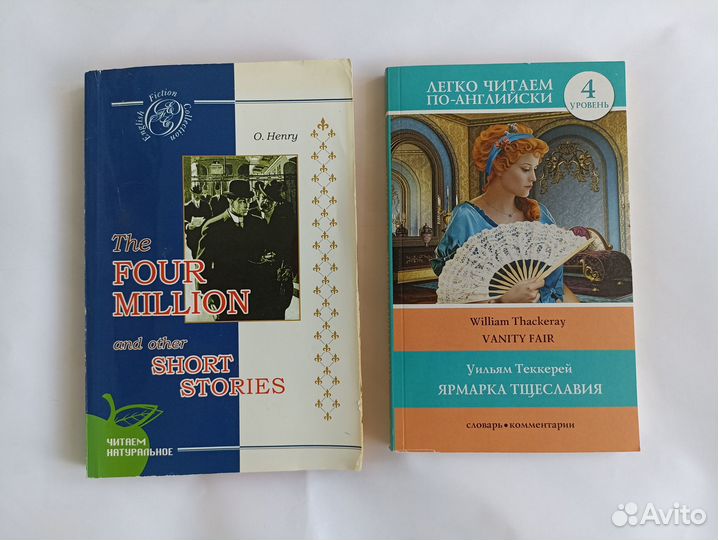 English Fiction Collection
O. Henry
The
FOUR
MILLION
and other
SHORT
STORIES
ЧИТАЕМ
НАТУРАЛЬНОЕ
ЛЕГКО ЧИТАЕМ
ПО-АНГЛИЙСКИ
4
УРОВЕНЬ
William Thackeray
VANITY FAIR
Уильям Теккерей
ЯРМАРКА ТЩЕСЛАВИЯ
словарь • комментарии
Avito